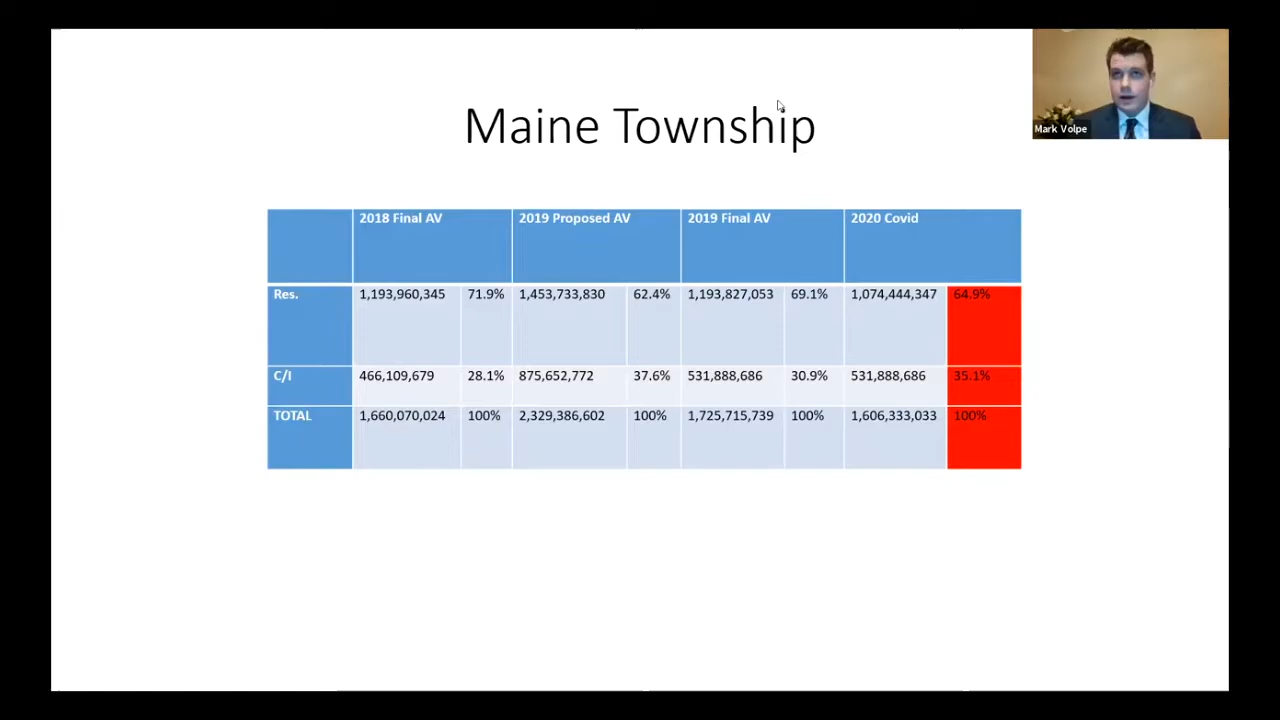 Maine Township
Mark Volpe
2018 Final AV 2019 Proposed AV 2019 Final AV 2020 Covid
Res. 1,193,960,345 71.9% 1,453,733,830 62.4% 1,193,827,053 69.1% 1,074,444,347 64.9%
C/I 466,109,679 28.1% 875,652,772 37.6% 531,888,686 30.9% 531,888,686 35.1%
TOTAL 1,660,070,024 100% 2,329,386,602 100% 1,725,715,739 100% 1,606,333,033 100%